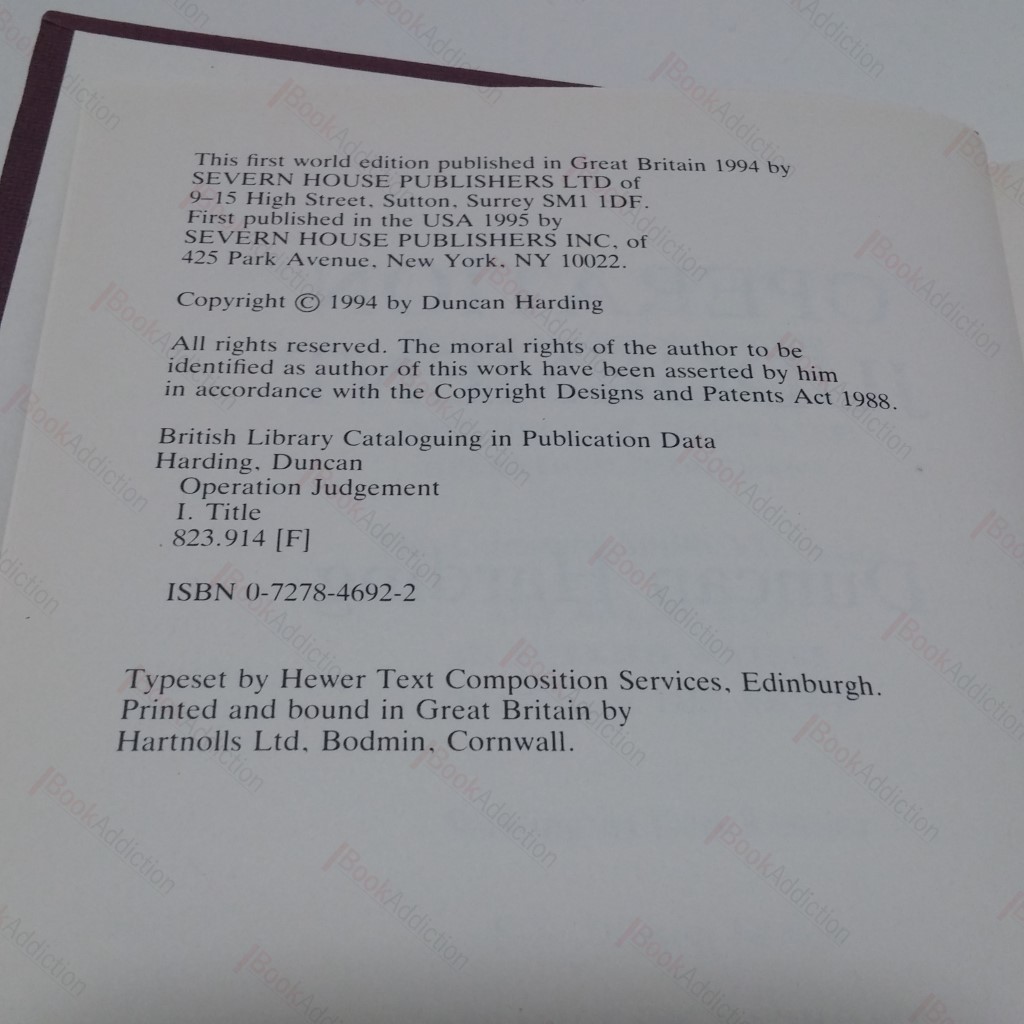 This first world edition published in Great Britain 1994 by
SEVERN HOUSE PUBLISHERS LTD of
9–15 High Street, Sutton, Surrey SM1 1DF.
First published in the USA 1995 by
SEVERN HOUSE PUBLISHERS INC, of
425 Park Avenue, New York, NY 10022.
Copyright © 1994 by Duncan Harding
All rights reserved. The moral rights of the author to be
identified as author of this work have been asserted by him
in accordance with the Copyright Designs and Patents Act 1988.
British Library Cataloguing in Publication Data
Harding, Duncan
Operation Judgement
I. Title
823.914 [F]
ISBN 0-7278-4692-2
Typeset by Hewer Text Composition Services, Edinburgh.
Printed and bound in Great Britain by
Hartnolls Ltd, Bodmin, Cornwall.
BookAddiction